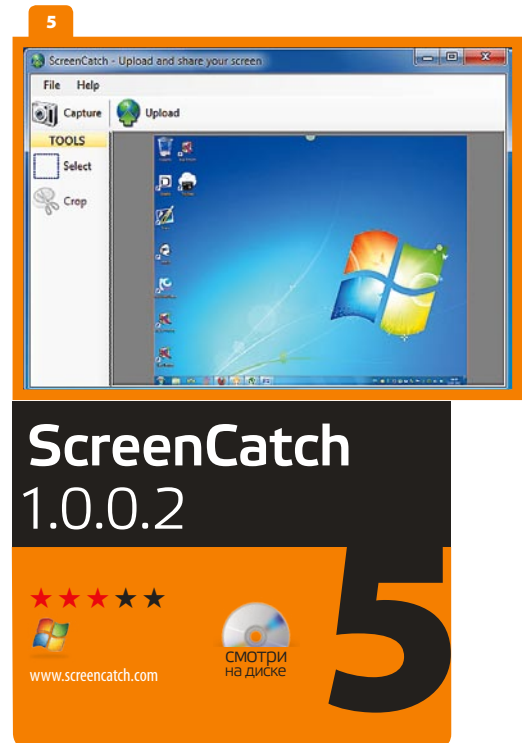 5
ScreenCatch - Upload and share your screen
File Help
Capture Upload
TOOLS
Select
Crop
ScreenCatch
1.0.0.2
5
www.screencatch.com
СМОТРИ
НА ДИСКЕ